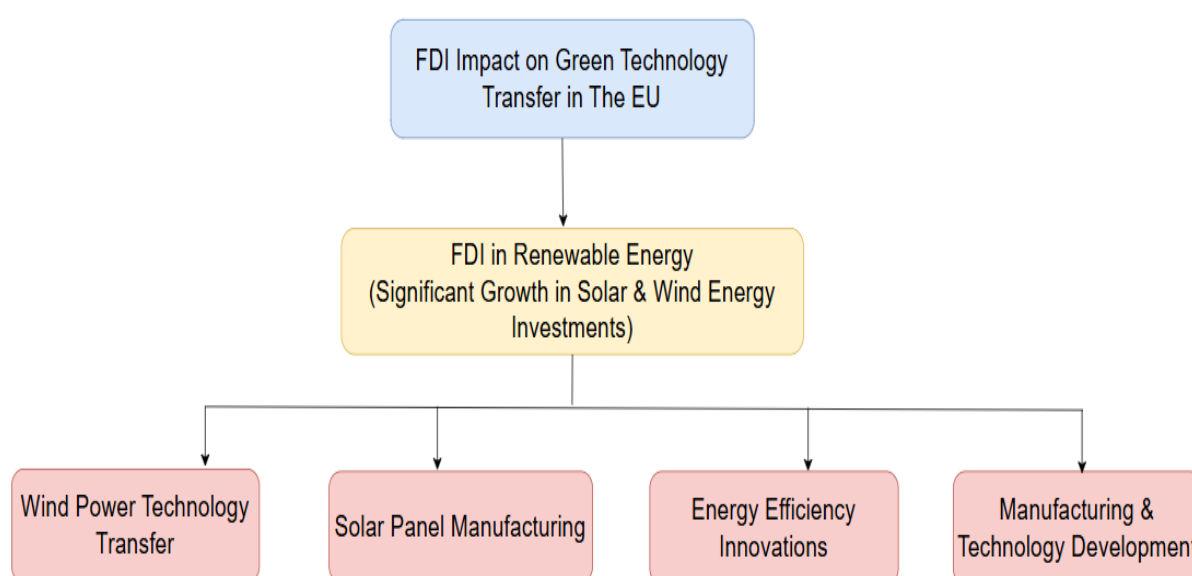 FDI Impact on Green Technology
Transfer in The EU
FDI in Renewable Energy
(Significant Growth in Solar & Wind Energy
Investments)
Wind Power Technology
Transfer
Solar Panel Manufacturing
Energy Efficiency
Innovations
Manufacturing &
Technology Development